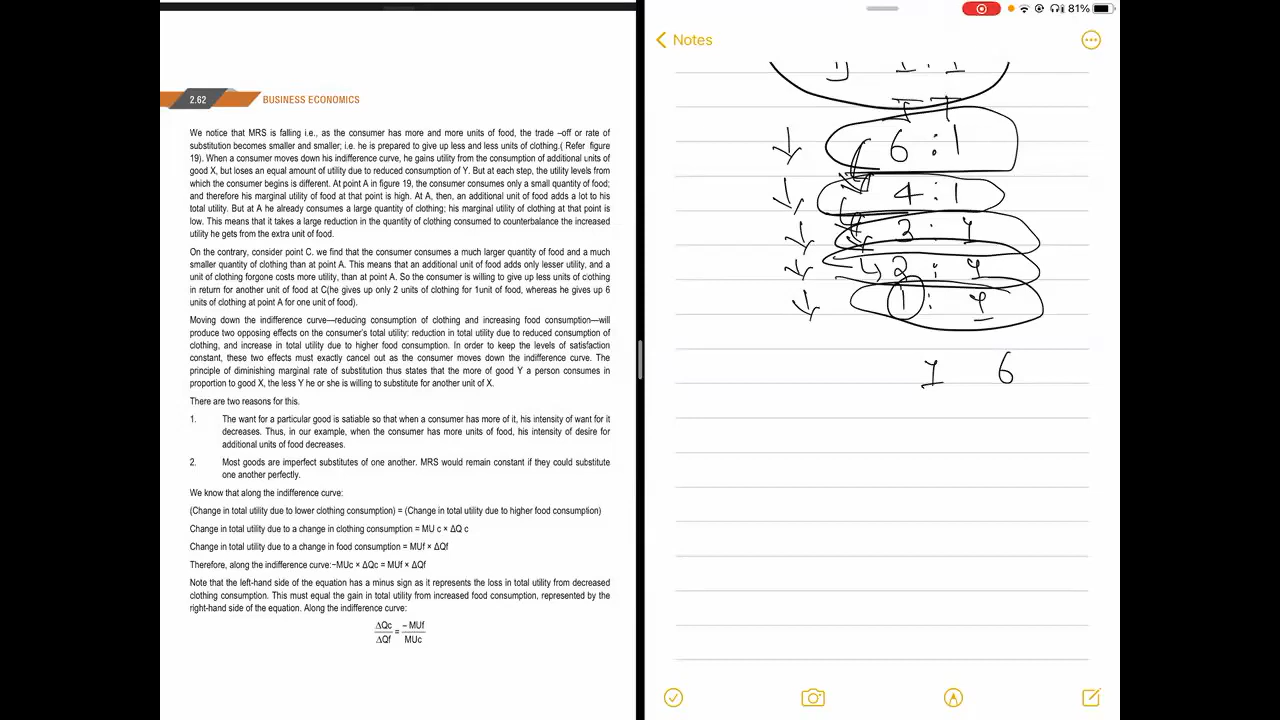 2.62 BUSINESS ECONOMICS
We notice that MRS is falling i.e., as the consumer has more and more units of food, the trade –off or rate of
substitution becomes smaller and smaller; i.e. he is prepared to give up less and less units of clothing.( Refer figure
19). When a consumer moves down his indifference curve, he gains utility from the consumption of additional units of
good X, but loses an equal amount of utility due to reduced consumption of Y. But at each step, the utility levels from
which the consumer begins is different. At point A in figure 19, the consumer consumes only a small quantity of food;
and therefore his marginal utility of food at that point is high. At A, then, an additional unit of food adds a lot to his
total utility. But at A he already consumes a large quantity of clothing; his marginal utility of clothing at that point is
low. This means that it takes a large reduction in the quantity of clothing consumed to counterbalance the increased
utility he gets from the extra unit of food.
On the contrary, consider point C. we find that the consumer consumes a much larger quantity of food and a much
smaller quantity of clothing than at point A. This means that an additional unit of food adds only lesser utility, and a
unit of clothing forgone costs more utility, than at point A. So the consumer is willing to give up less units of clothing
in return for another unit of food at C(he gives up only 2 units of clothing for 1unit of food, whereas he gives up 6
units of clothing at point A for one unit of food).
Moving down the indifference curve—reducing consumption of clothing and increasing food consumption—will
produce two opposing effects on the consumer's total utility: reduction in total utility due to reduced consumption of
clothing, and increase in total utility due to higher food consumption. In order to keep the levels of satisfaction
constant, these two effects must exactly cancel out as the consumer moves down the indifference curve. The
principle of diminishing marginal rate of substitution thus states that the more of good Y a person consumes in
proportion to good X, the less Y he or she is willing to substitute for another unit of X.
There are two reasons for this.
1. The want for a particular good is satiable so that when a consumer has more of it, his intensity of want for it
decreases. Thus, in our example, when the consumer has more units of food, his intensity of desire for
additional units of food decreases.
2. Most goods are imperfect substitutes of one another. MRS would remain constant if they could substitute
one another perfectly.
We know that along the indifference curve:
(Change in total utility due to lower clothing consumption) = (Change in total utility due to higher food consumption)
Change in total utility due to a change in clothing consumption = MU c × ΔQ c
Change in total utility due to a change in food consumption = MUf × ΔQf
Therefore, along the indifference curve:−MUc × ΔQc = MUf × ΔQf
Note that the left-hand side of the equation has a minus sign as it represents the loss in total utility from decreased
clothing consumption. This must equal the gain in total utility from increased food consumption, represented by the
right-hand side of the equation. Along the indifference curve:
ΔQc/ΔQf = − MUf/MUc
81%
Notes
6 : 1
4 : 1
3 : 1
2 : 1
1 : 1
1 6